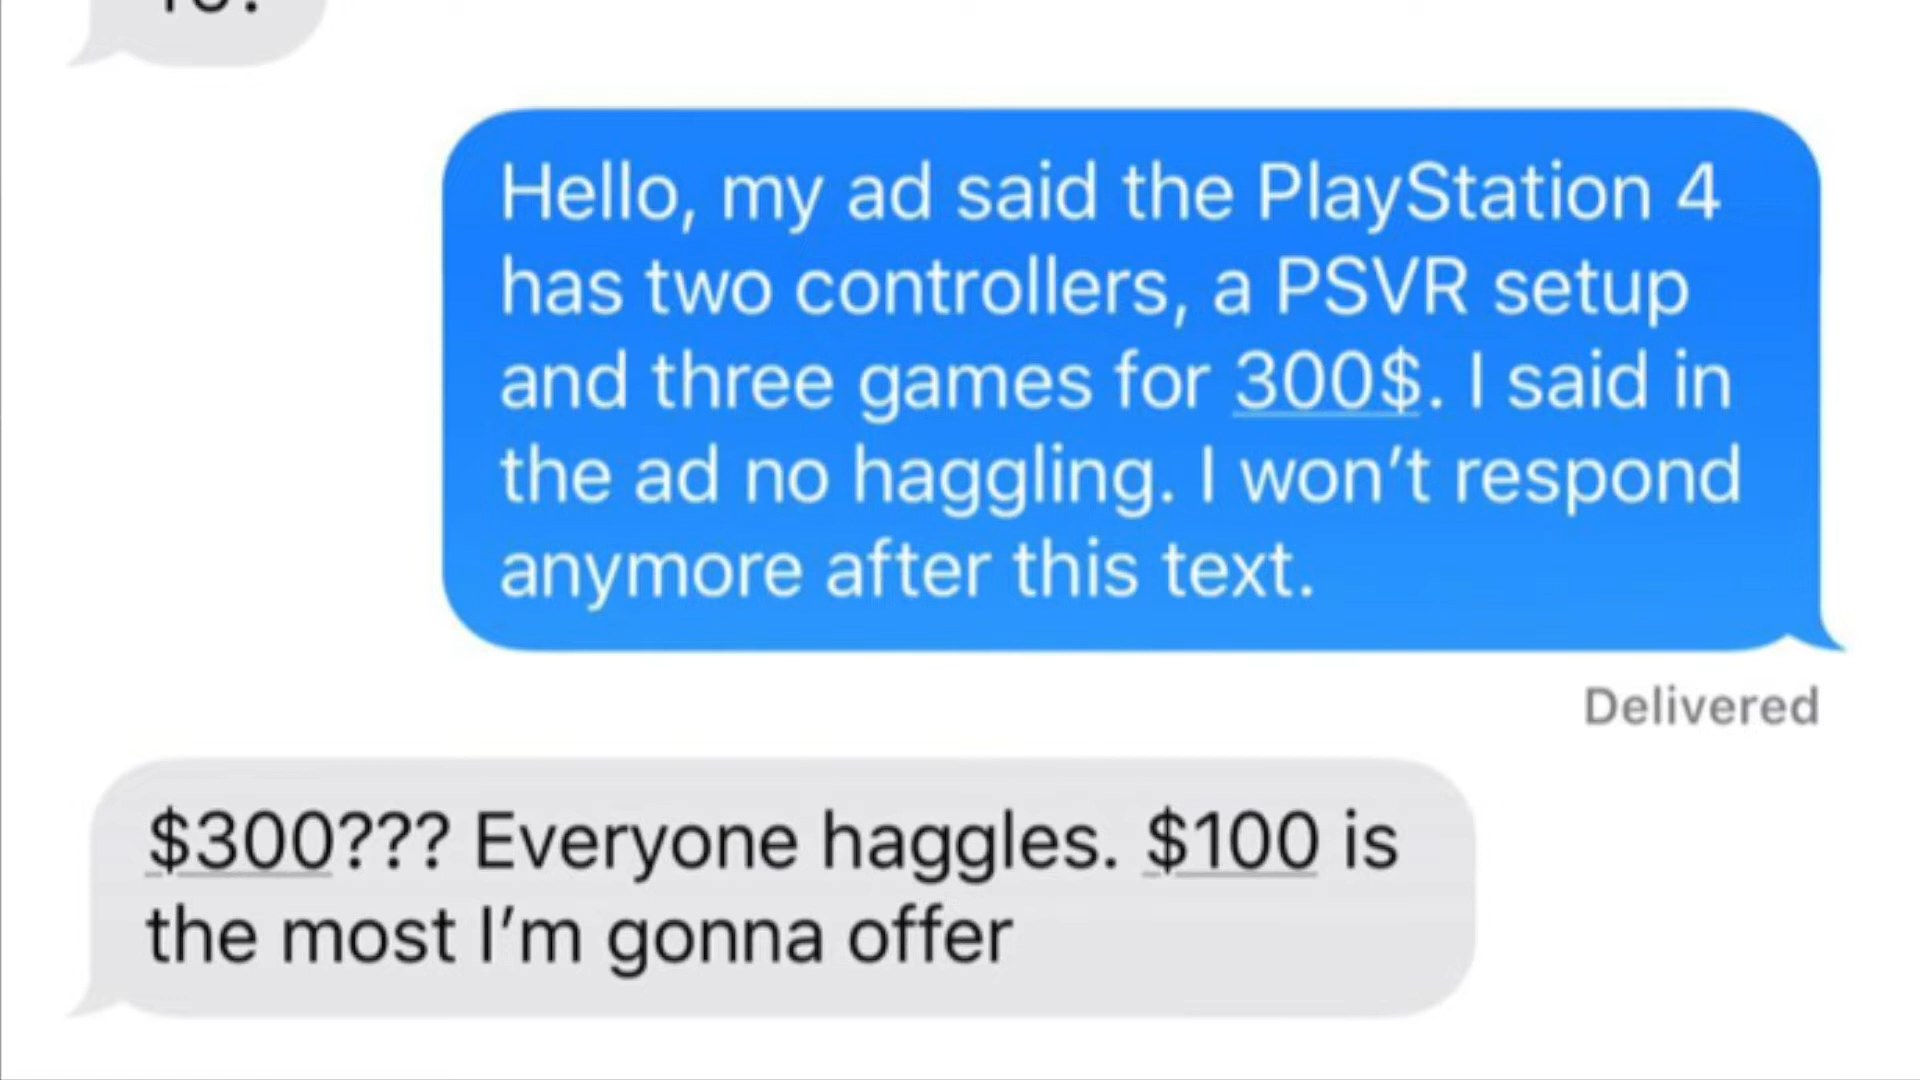 Hello, my ad said the PlayStation 4
has two controllers, a PSVR setup
and three games for 300$. I said in
the ad no haggling. I won’t respond
anymore after this text.
Delivered
$300??? Everyone haggles. $100 is
the most I’m gonna offer